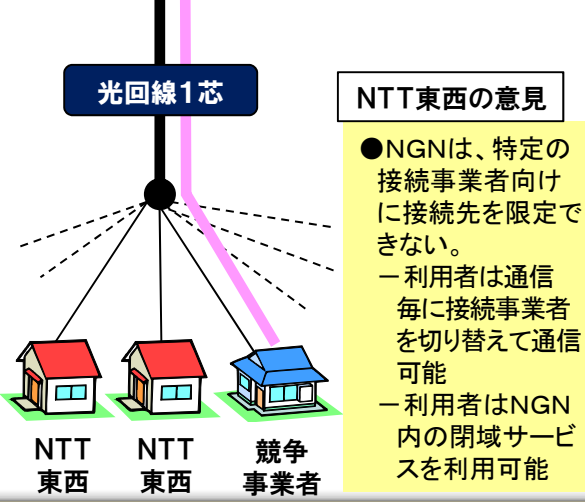 光回線1芯
NTT東西の意見
●NGNは、特定の
接続事業者向け
に接続先を限定で
きない。
－利用者は通信
毎に接続事業者
を切り替えて通信
可能
－利用者はNGN
内の閉域サービ
スを利用可能
NTT
東西
NTT
東西
競争
事業者